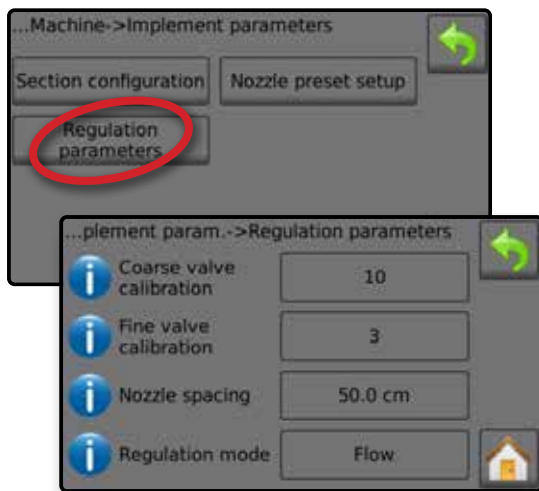 ...Machine->Implement parameters
Section configuration
Nozzle preset setup
Regulation
parameters
...plement param.->Regulation parameters
Coarse valve
calibration
10
Fine valve
calibration
3
Nozzle spacing
50.0 cm
Regulation mode
Flow